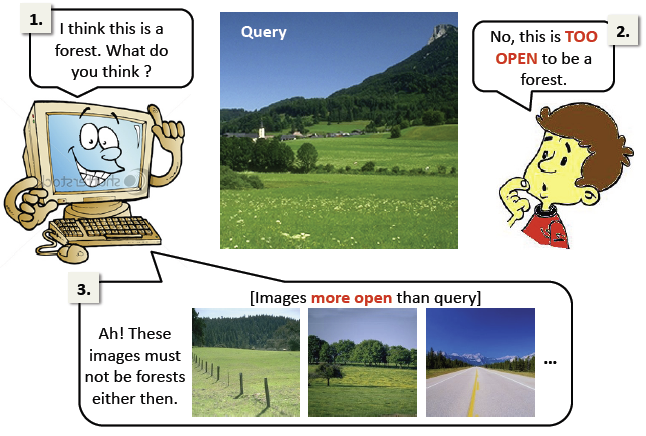 1.
I think this is a
forest. What do
you think ?
Query
No, this is TOO
OPEN to be a
forest.
2.
3.
[Images more open than query]
Ah! These
images must
not be forests
either then.
...